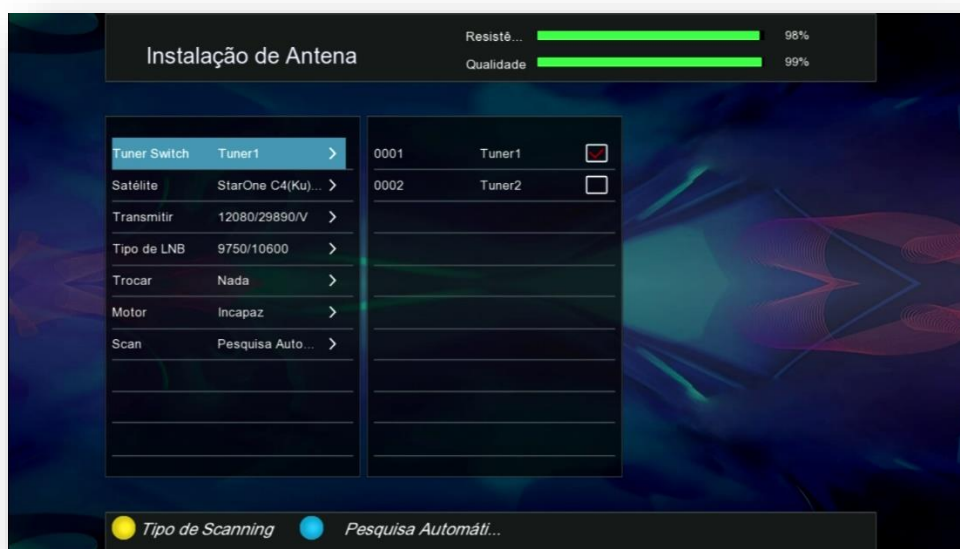 Instalação de Antena
Resistê... 98%
Qualidade 99%
Tuner Switch Tuner1 >
Satélite StarOne C4(Ku)... >
Transmitir 12080/29890/V >
Tipo de LNB 9750/10600 >
Trocar Nada >
Motor Incapaz >
Scan Pesquisa Auto... >
0001 Tuner1
0002 Tuner2
Tipo de Scanning Pesquisa Automáti...